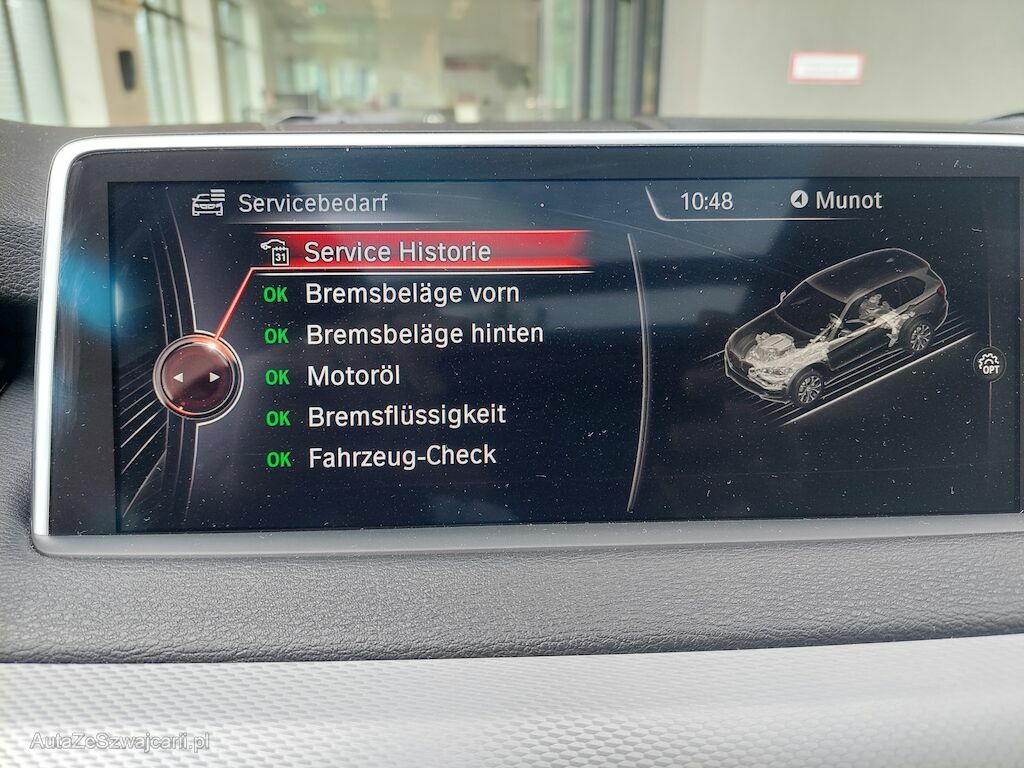 Servicebedarf
10:48
Munot
31
Service Historie
OK Bremsbeläge vorn
OK Bremsbeläge hinten
OK Motoröl
OK Bremsflüssigkeit
OK Fahrzeug-Check
OPT
AutaZeSzwajcarii.pl